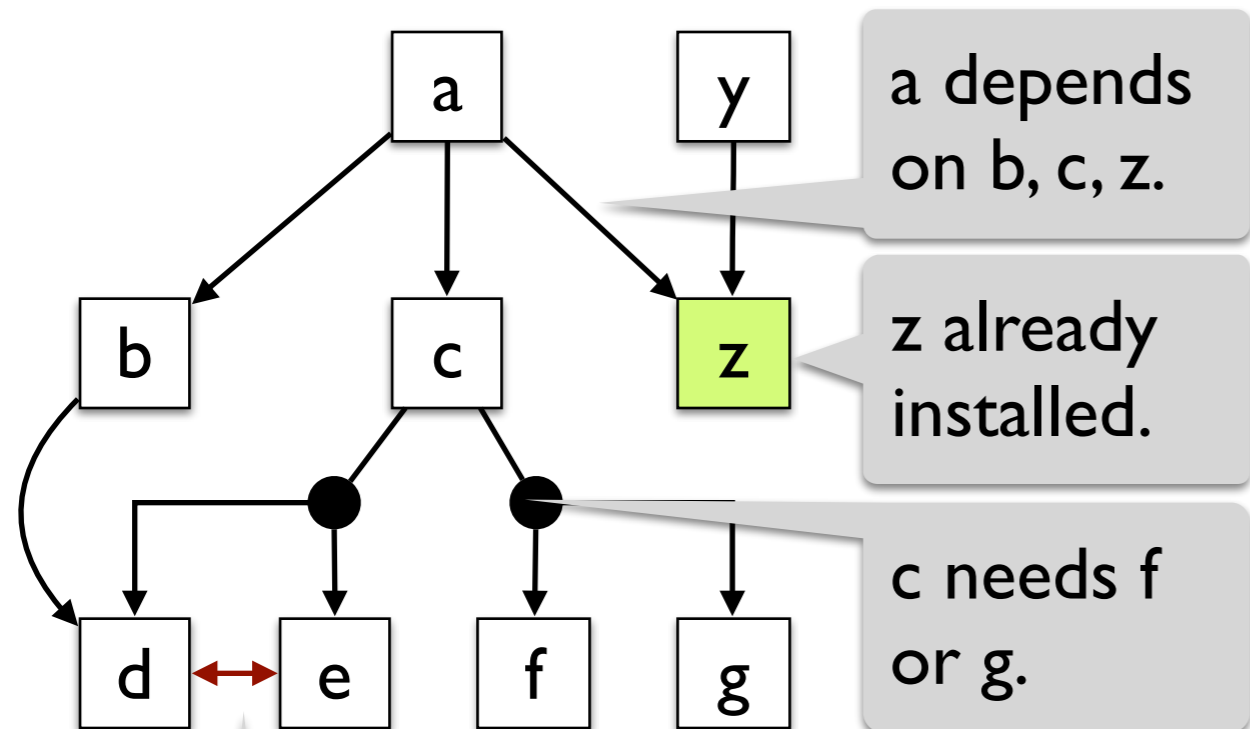 a
y
a depends
on b, c, z.
b
c
z
z already
installed.
c needs f
or g.
d
e
f
g